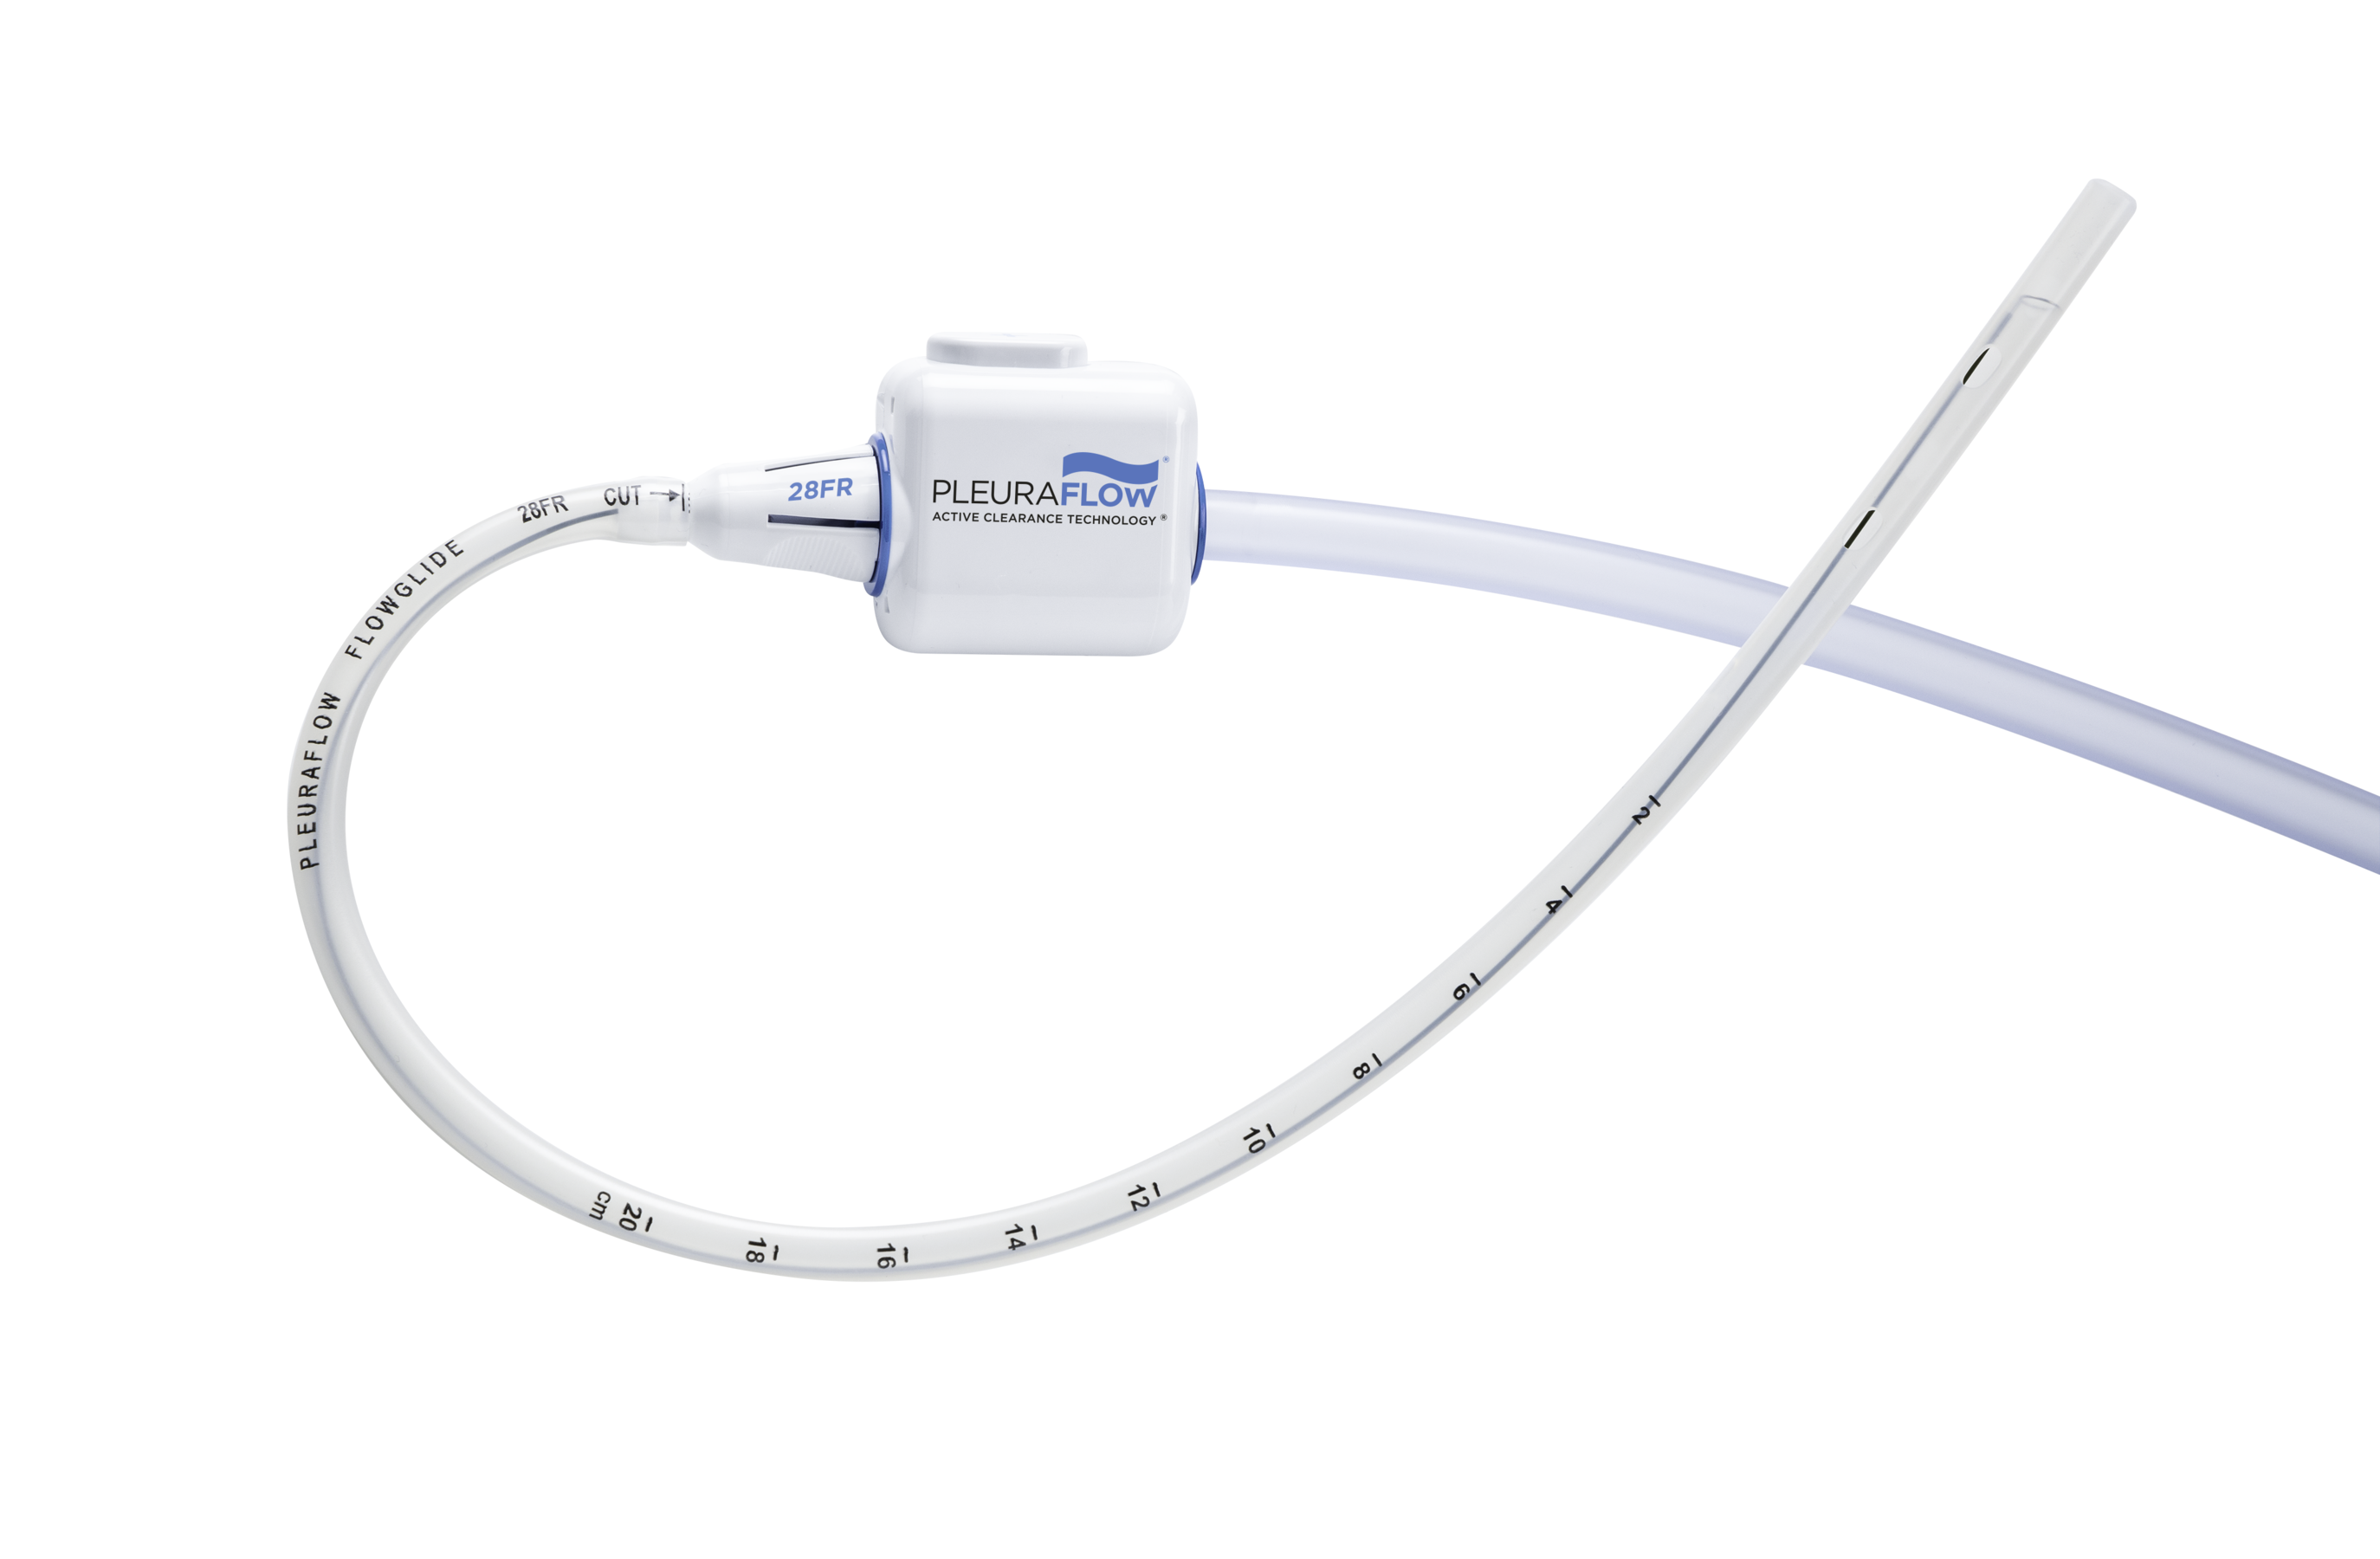 PLEURAFLOW®
ACTIVE CLEARANCE TECHNOLOGY®
28FR
CUT →
28FR
PLEURAFLOW FLOWGLIDE
2
4
6
8
10
12
14
16
18
20
cm